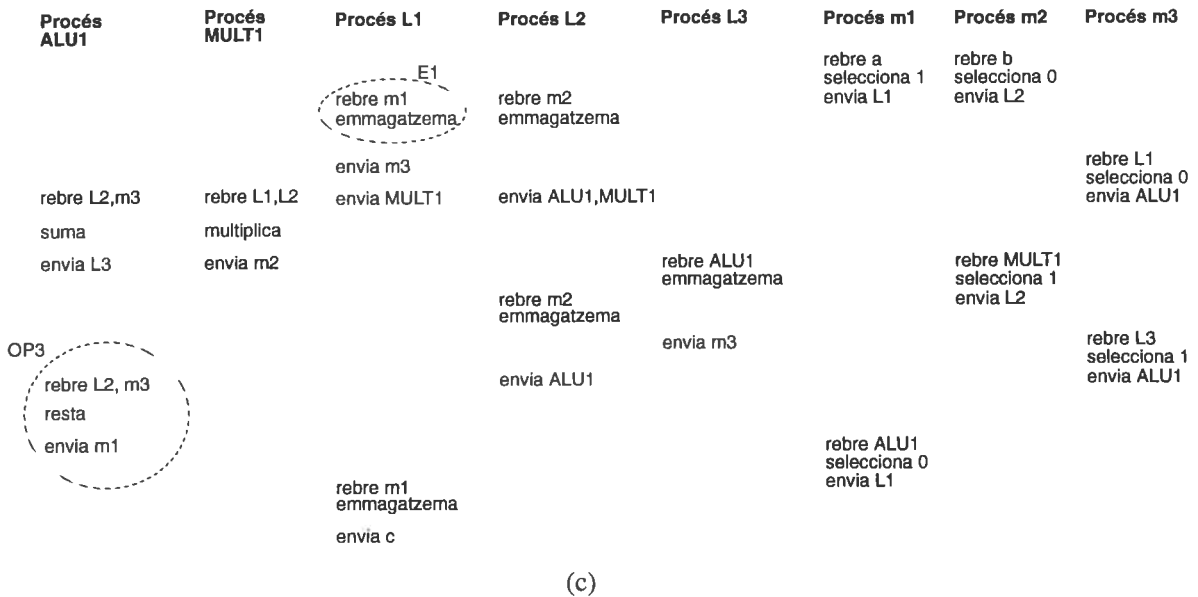 Procés ALU1
Procés MULT1
Procés L1
Procés L2
Procés L3
Procés m1
Procés m2
Procés m3
rebre a
selecciona 1
envia L1
rebre b
selecciona 0
envia L2
E1
rebre m1
emmagatzema
rebre m2
emmagatzema
envia m3
rebre L1
selecciona 0
envia ALU1
rebre L2,m3
rebre L1,L2
envia MULT1
envia ALU1,MULT1
suma
multiplica
envia L3
envia m2
rebre ALU1
emmagatzema
rebre MULT1
selecciona 1
envia L2
rebre m2
emmagatzema
envia m3
rebre L3
selecciona 1
envia ALU1
OP3
rebre L2, m3
envia ALU1
resta
envia m1
rebre ALU1
selecciona 0
envia L1
rebre m1
emmagatzema
envia c
(c)